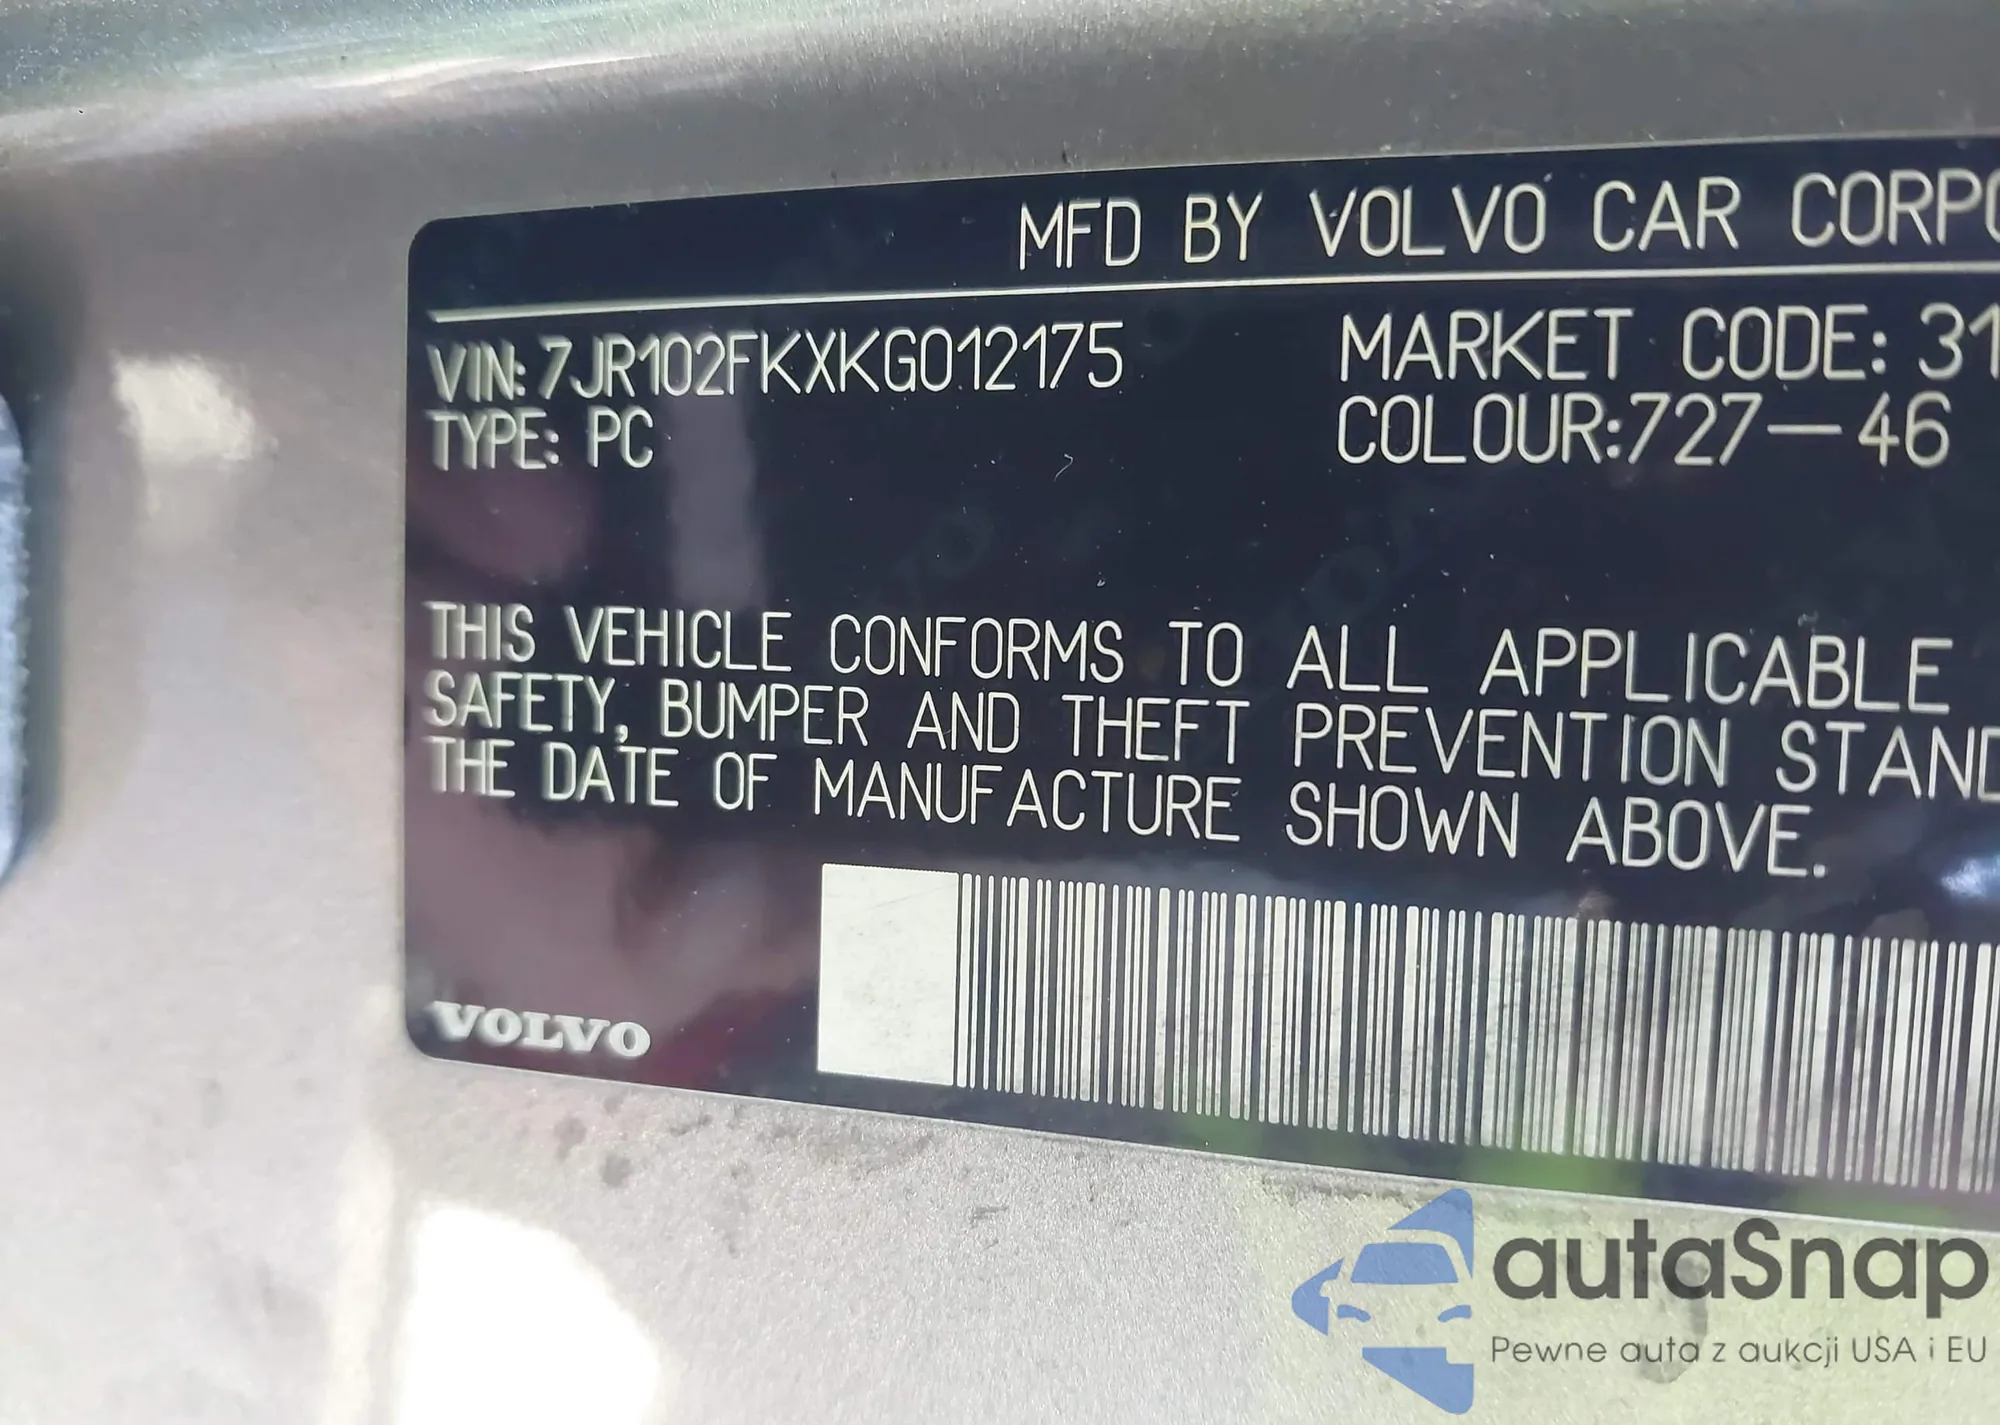 MFD BY VOLVO CAR CORPO
VIN: 7JR102FKXKG012175
MARKET CODE: 31
TYPE: PC
COLOUR:727-46
THIS VEHICLE CONFORMS TO ALL APPLICABLE
SAFETY, BUMPER AND THEFT PREVENTION STAND
THE DATE OF MANUFACTURE SHOWN ABOVE.
VOLVO
autaSnap
Pewne auta z aukcji USA i EU